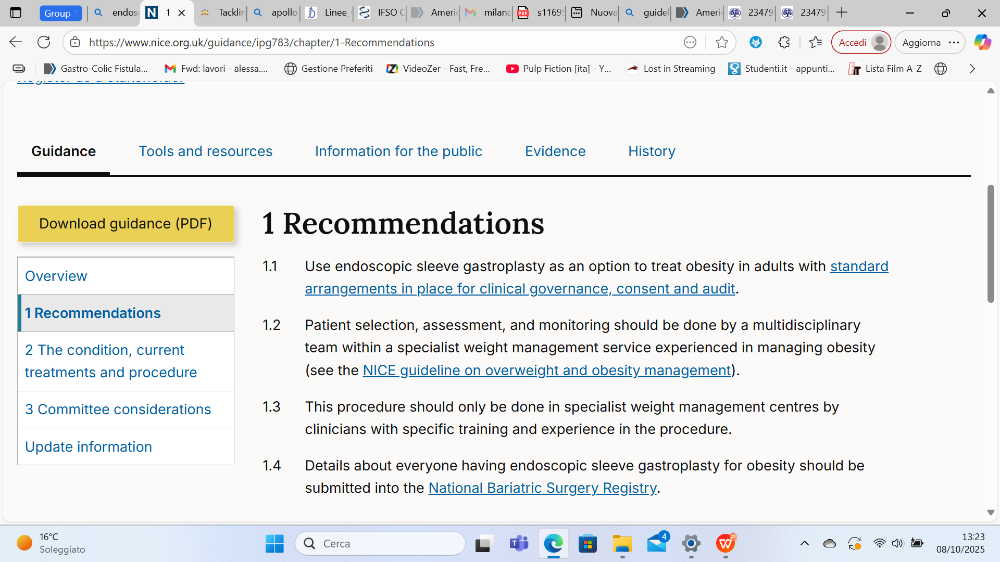 Group 1
endos
1
Tacklin
apollo
Linee_
IFSO C
Americ
milano
s1169
Nuova
guidel
Ameri
23479
23479
https://www.nice.org.uk/guidance/ipg783/chapter/1-Recommendations
Accedi
Aggiorna
Gastro-Colic Fistula...
Fwd: lavori - alessa....
Gestione Preferiti
VideoZer - Fast, Fre...
Pulp Fiction [ita] - Y...
Lost in Streaming
Studenti.it - appunti...
Lista Film A-Z
Register as a stakeholder
Guidance
Tools and resources
Information for the public
Evidence
History
Download guidance (PDF)
Overview
1 Recommendations
2 The condition, current
treatments and procedure
3 Committee considerations
Update information
1 Recommendations
1.1 Use endoscopic sleeve gastroplasty as an option to treat obesity in adults with standard
arrangements in place for clinical governance, consent and audit.
1.2 Patient selection, assessment, and monitoring should be done by a multidisciplinary
team within a specialist weight management service experienced in managing obesity
(see the NICE guideline on overweight and obesity management).
1.3 This procedure should only be done in specialist weight management centres by
clinicians with specific training and experience in the procedure.
1.4 Details about everyone having endoscopic sleeve gastroplasty for obesity should be
submitted into the National Bariatric Surgery Registry.
16°C
Soleggiato
Cerca
4
13:23
08/10/2025